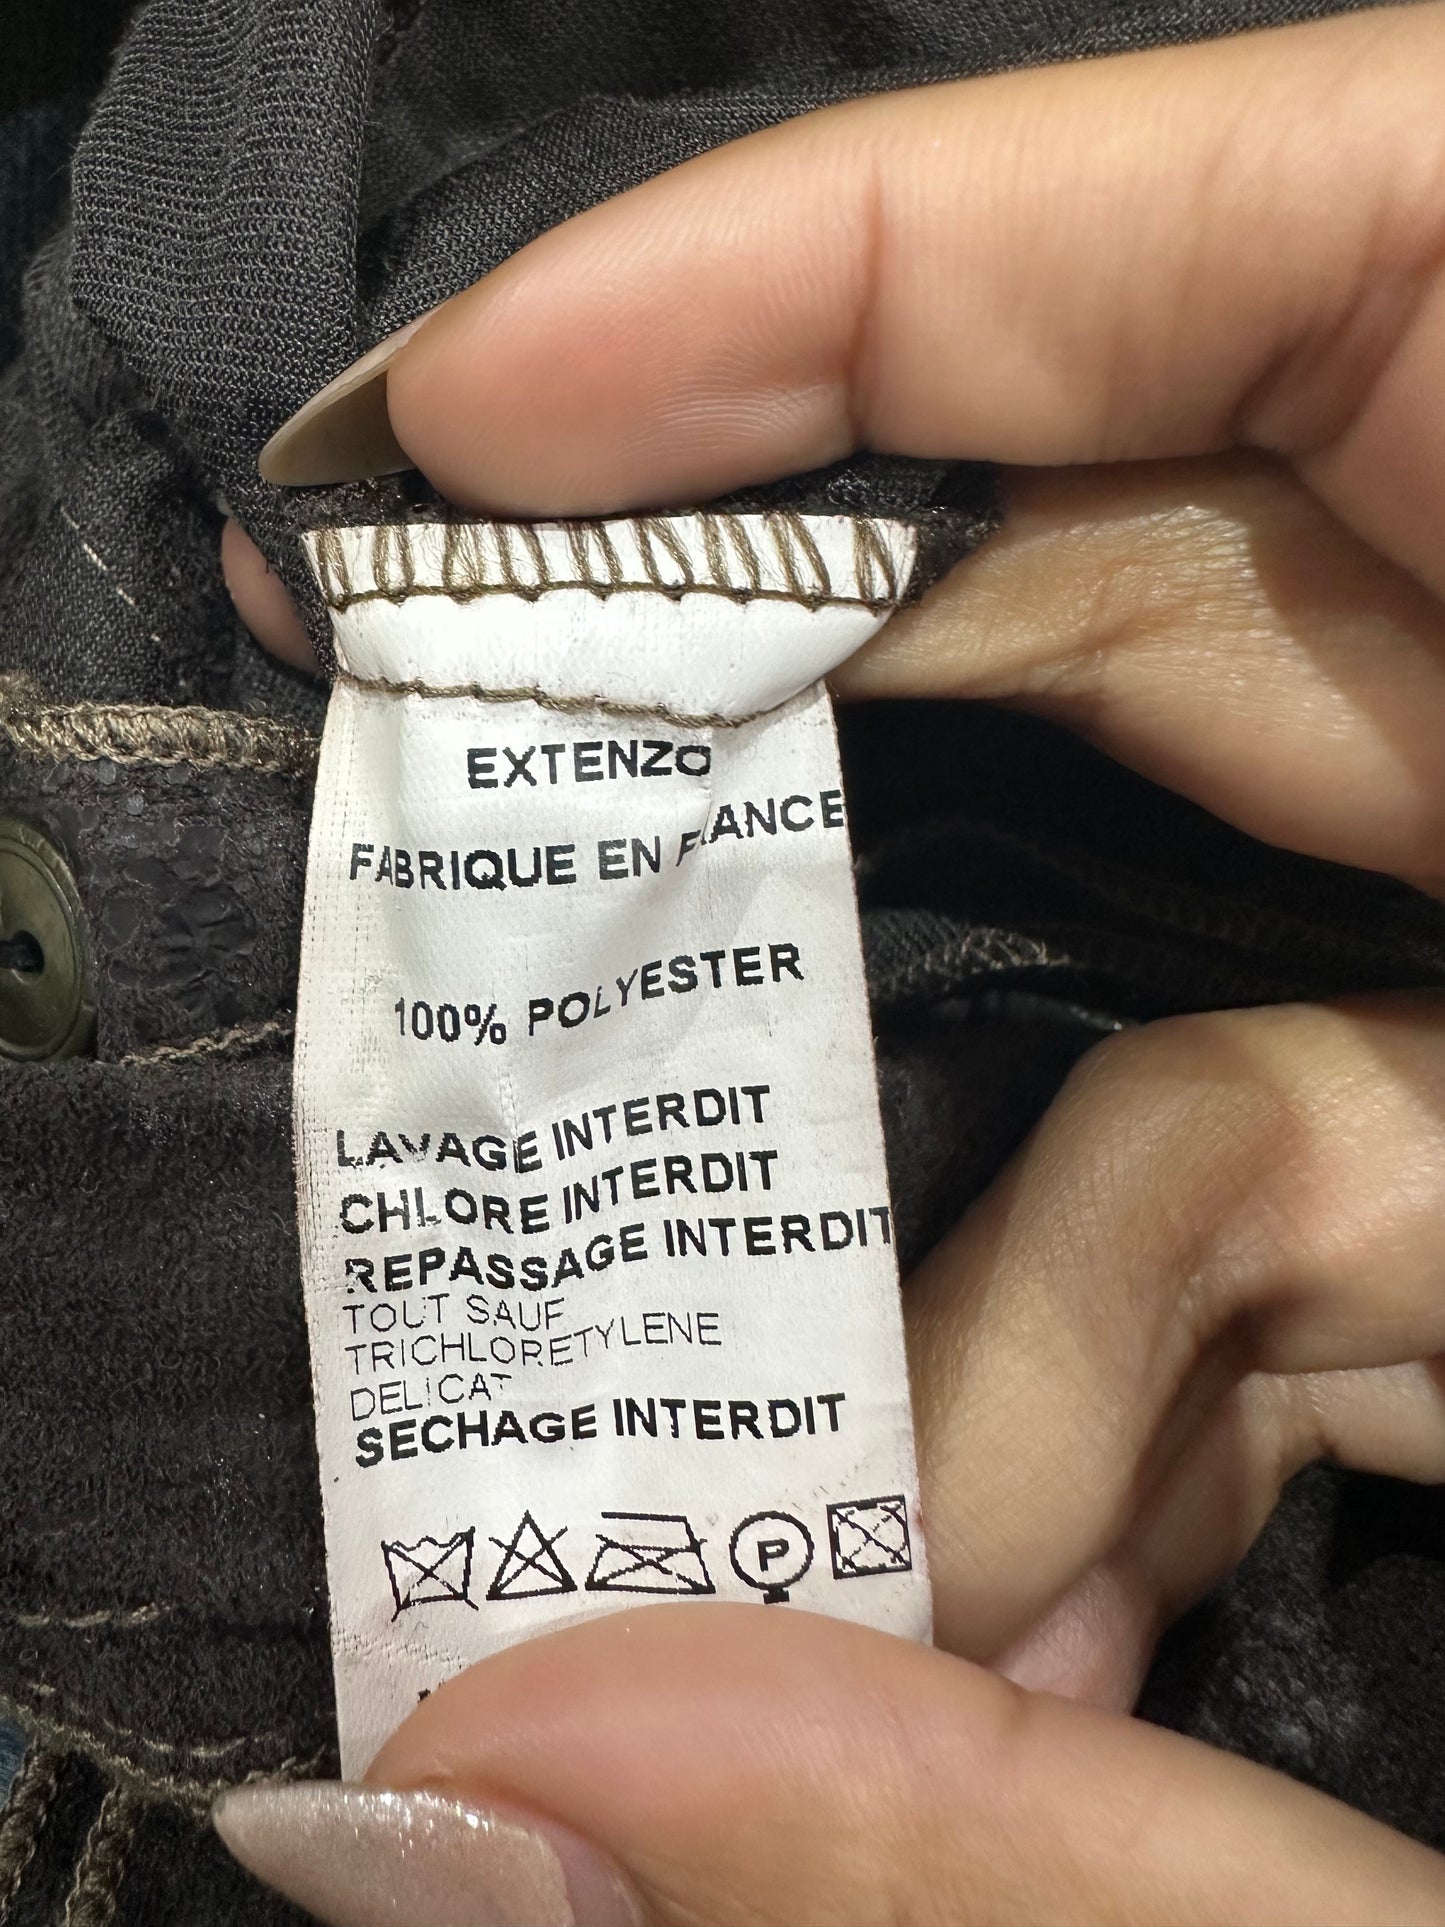 EXTENZO
FABRIQUE EN FRANCE
100% POLYESTER
LAVAGE INTERDIT
CHLORE INTERDIT
REPASSAGE INTERDIT
TOUT SAUF
TRICHLORETYLENE
DELICAT
SECHAGE INTERDIT
P